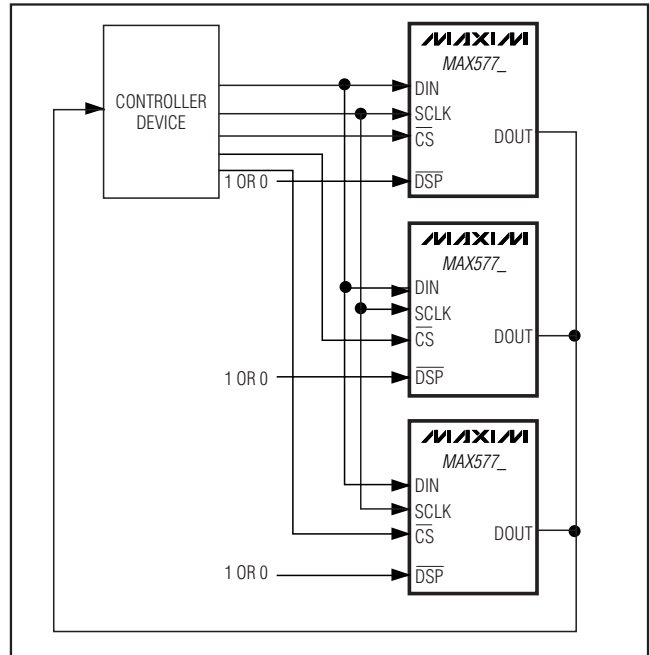 CONTROLLER
DEVICE
MAXIM
MAX577_
DIN
SCLK
CS
DSP
DOUT
1 OR 0
MAXIM
MAX577_
DIN
SCLK
CS
DSP
DOUT
1 OR 0
MAXIM
MAX577_
DIN
SCLK
CS
DSP
DOUT
1 OR 0